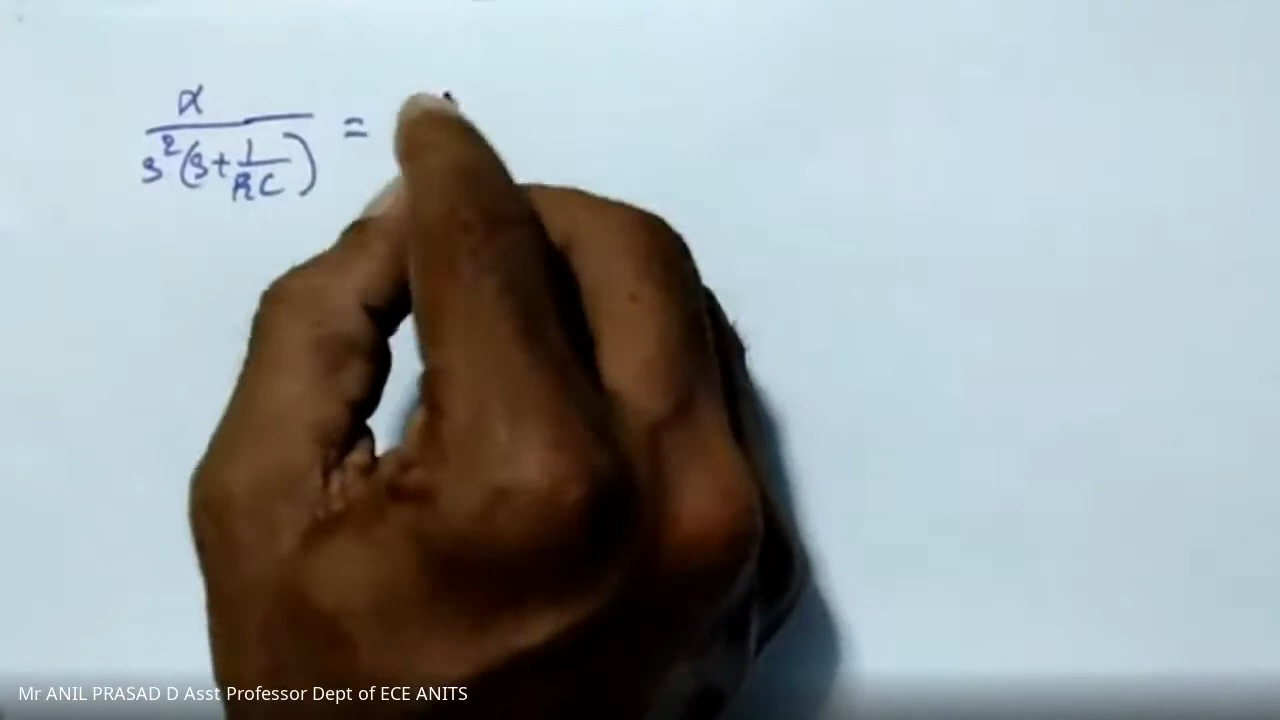 α
s²(s+1/RC) =
Mr ANIL PRASAD D Asst Professor Dept of ECE ANITS